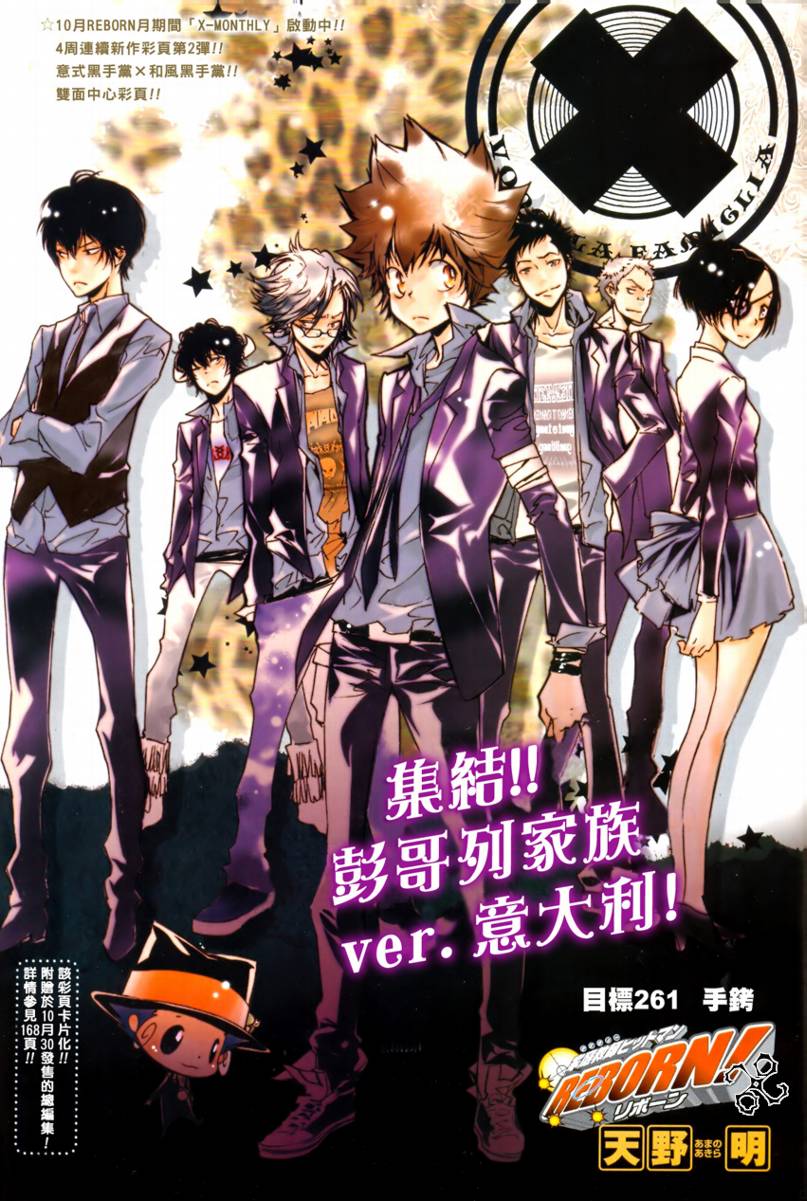 ☆10月REBORN月期間「X-MONTHLY」啟動中!!
4周連續新作彩頁第2彈!!
意式黑手黨×和風黑手黨!!
雙面中心彩頁!!
LA FAMIGLIA
集結!!
彭哥列家族
ver.意大利!
該彩頁卡片化!!
附贈於10月30發售的總編集!
詳情參見168頁!!
目標261 手銬
REBORN!
リボーン
天野明
あまの
あきら